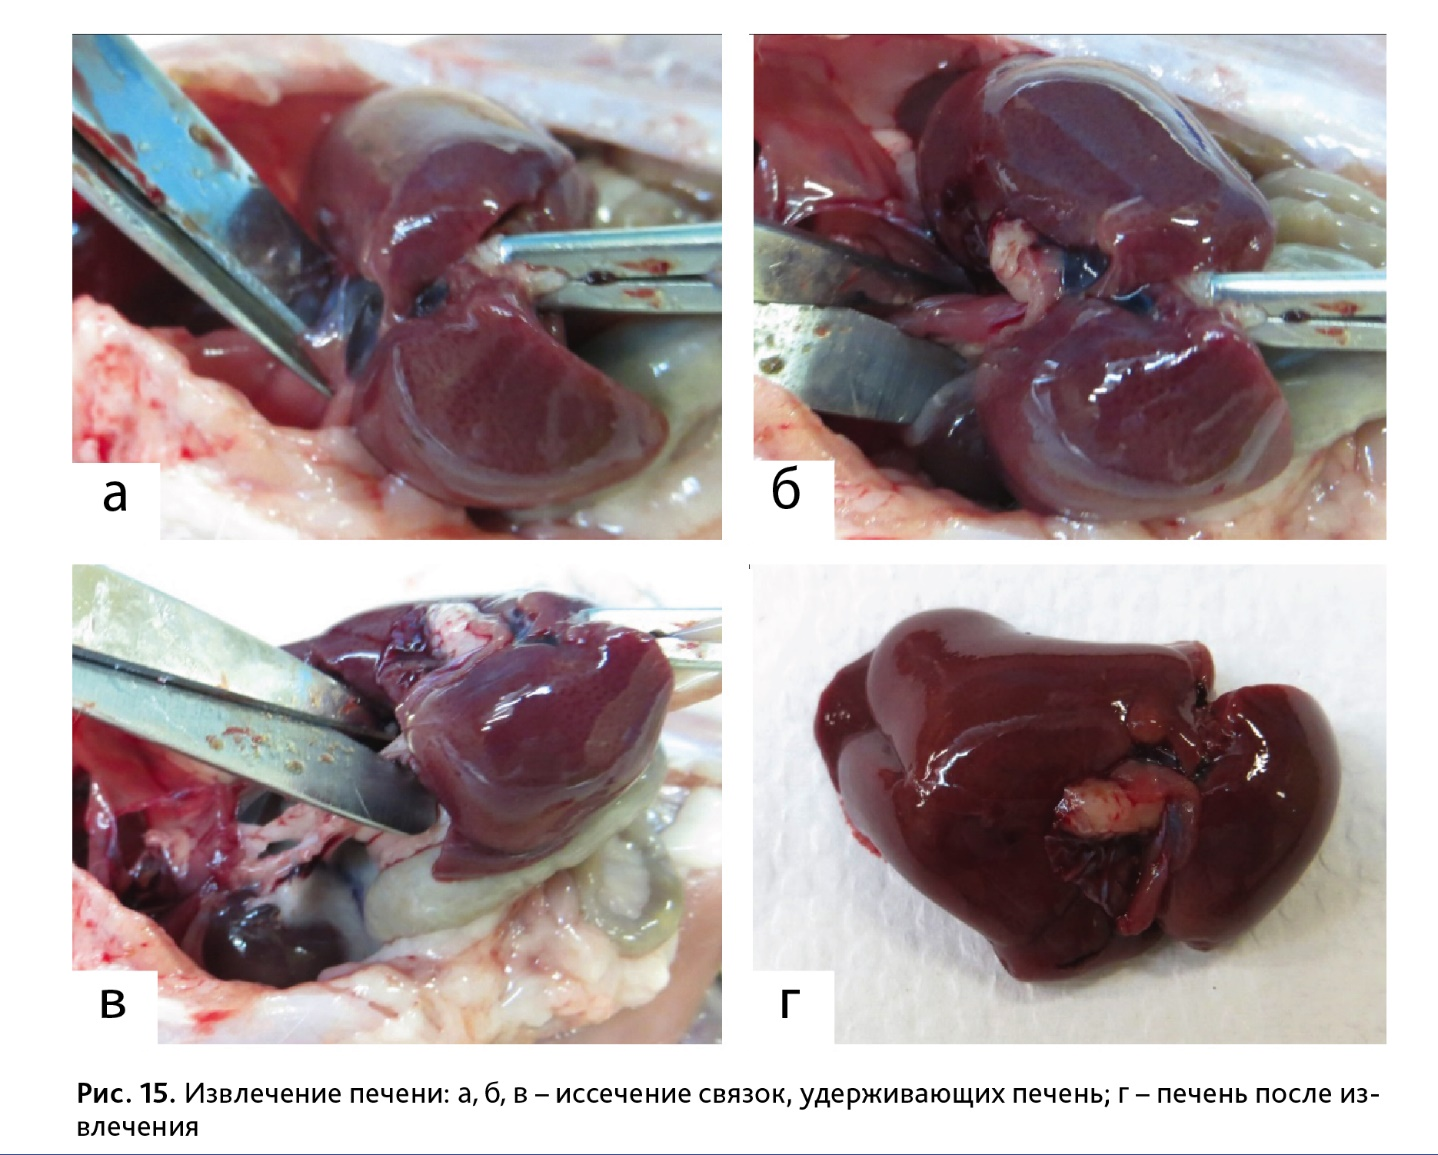 а
б
в
г
Рис. 15. Извлечение печени: а, б, в – иссечение связок, удерживающих печень; г – печень после из-
влечения